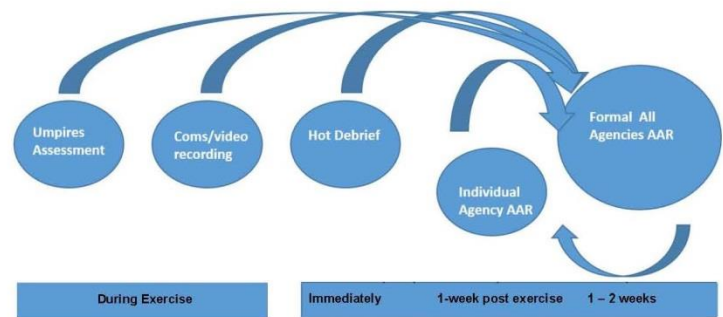 Umpires
Assessment
Coms/video
recording
Hot Debrief
Individual
Agency AAR
Formal All
Agencies AAR
During Exercise
Immediately 1-week post exercise 1 – 2 weeks